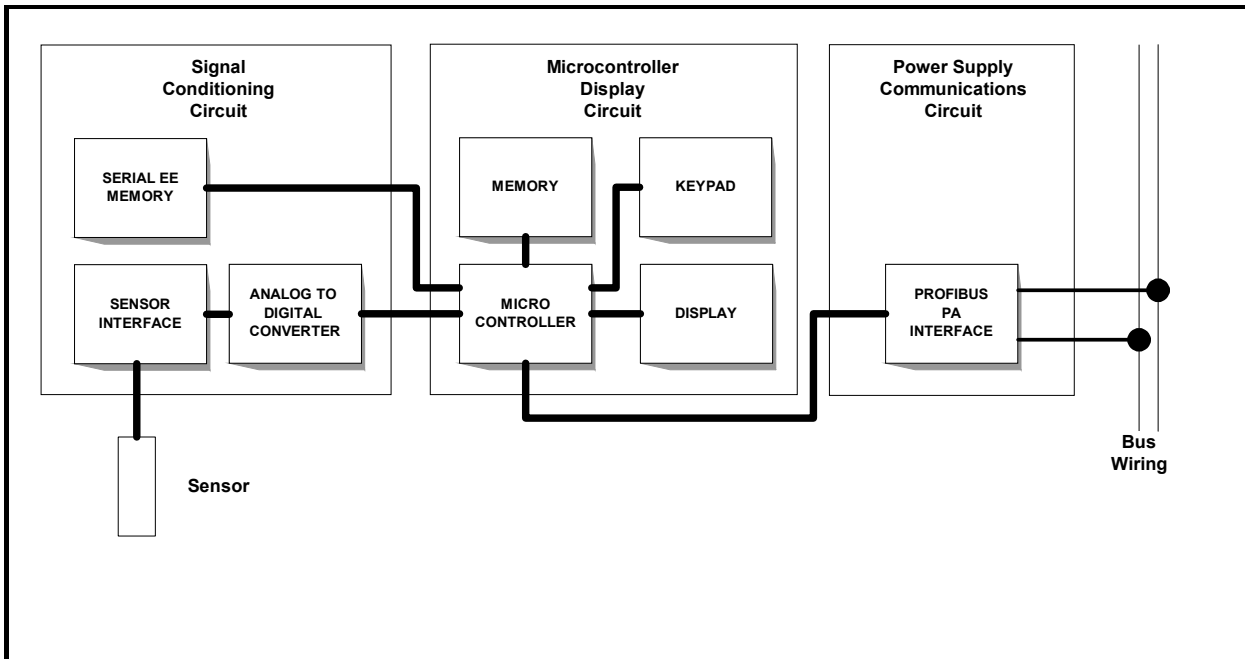 Signal
Conditioning
Circuit
SERIAL EE
MEMORY
SENSOR
INTERFACE
ANALOG TO
DIGITAL
CONVERTER
Sensor
Microcontroller
Display
Circuit
MEMORY
KEYPAD
MICRO
CONTROLLER
DISPLAY
Power Supply
Communications
Circuit
PROFIBUS
PA
INTERFACE
Bus
Wiring